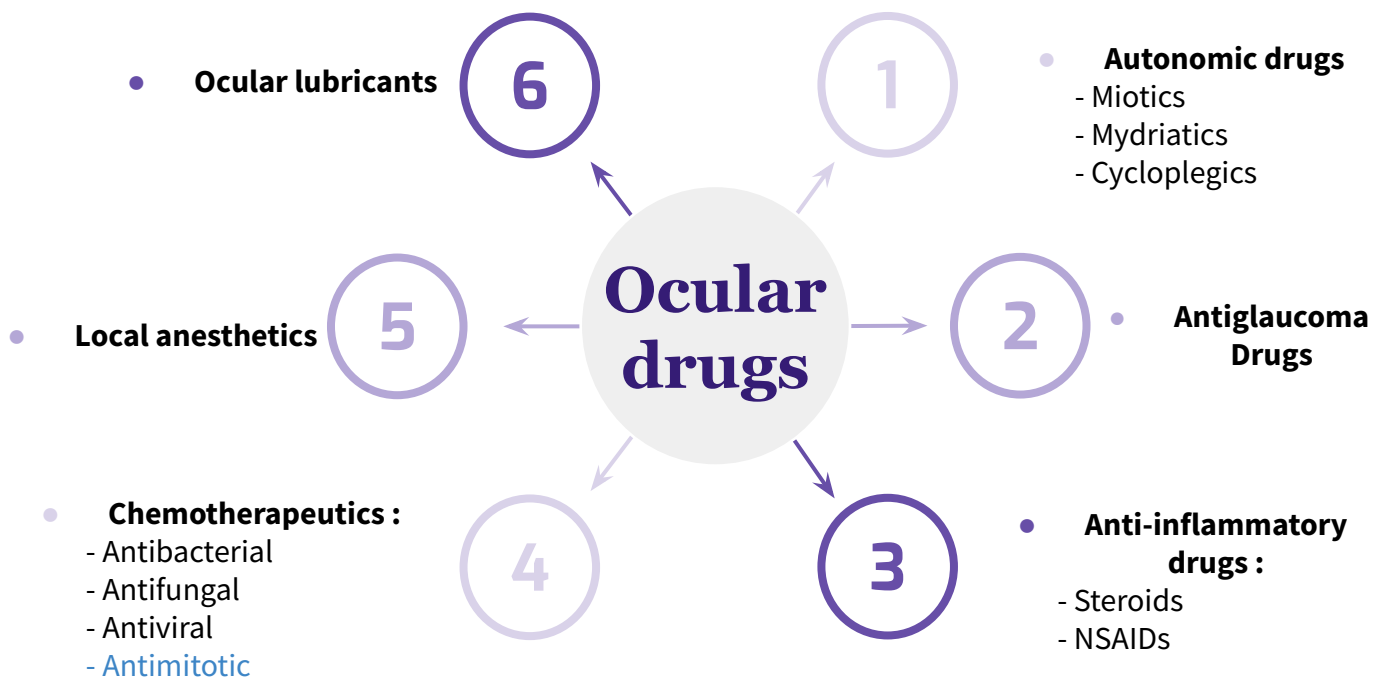 Ocular
drugs
1
• Autonomic drugs
- Miotics
- Mydriatics
- Cycloplegics
2
• Antiglaucoma
Drugs
3
• Anti-inflammatory
drugs :
- Steroids
- NSAIDs
4
• Chemotherapeutics :
- Antibacterial
- Antifungal
- Antiviral
- Antimitotic
5
• Local anesthetics
6
• Ocular lubricants